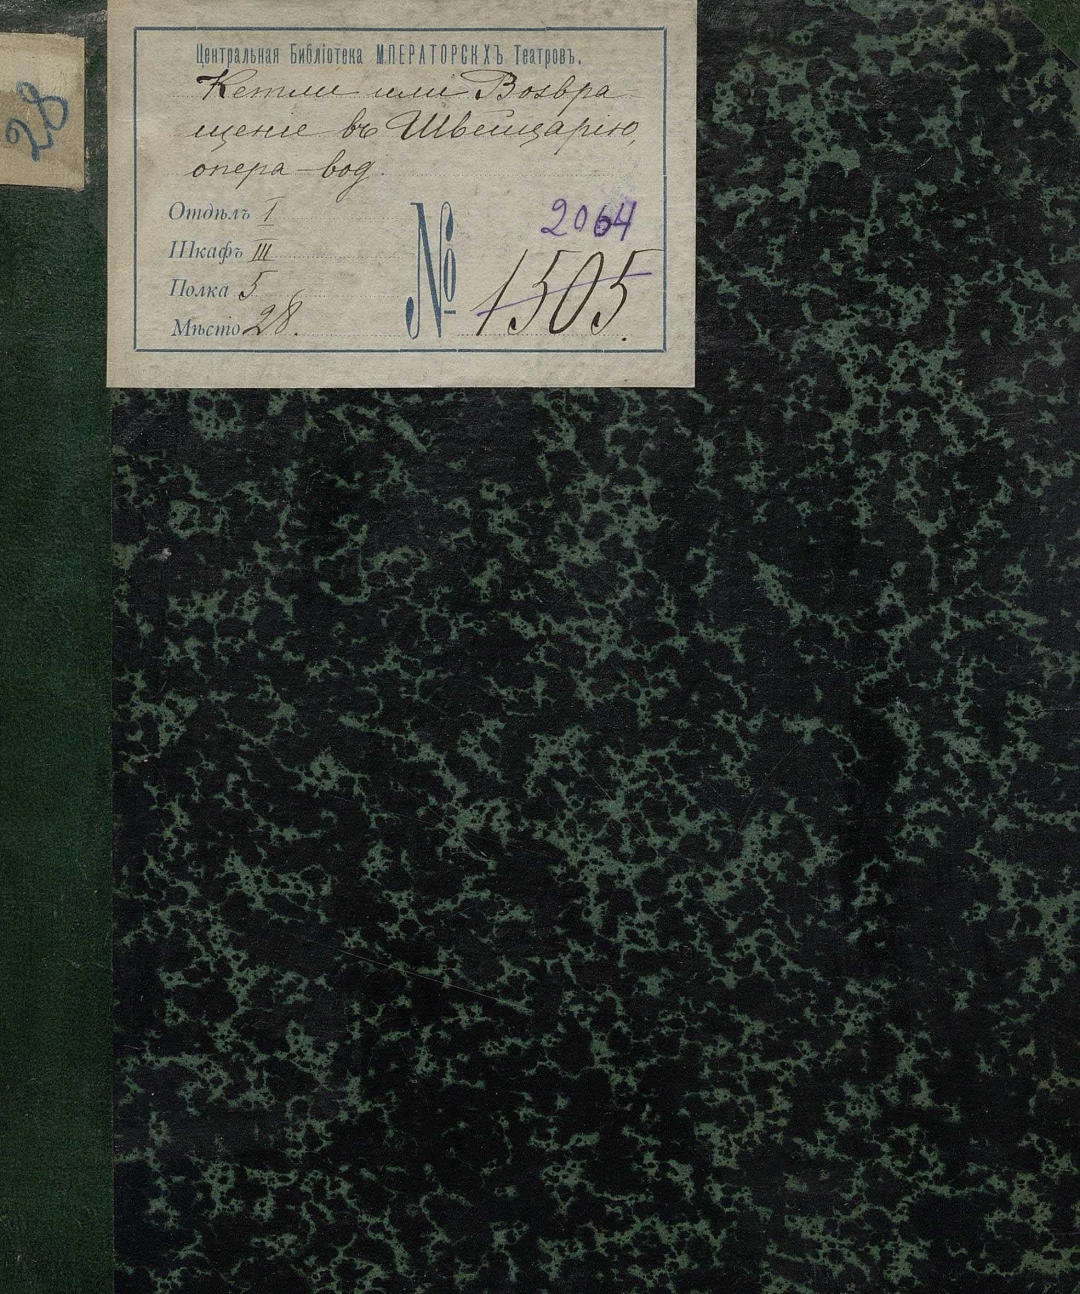 28
Центральная Библіотека ИМПЕРАТОРСКИХЪ Театровъ.
Кетли или Возвра-
щеніе въ Швейцарію,
опера-вод.
Отдѣлъ I
Шкафъ III
Полка 5
Мѣсто 28.
№ 2064
1505.